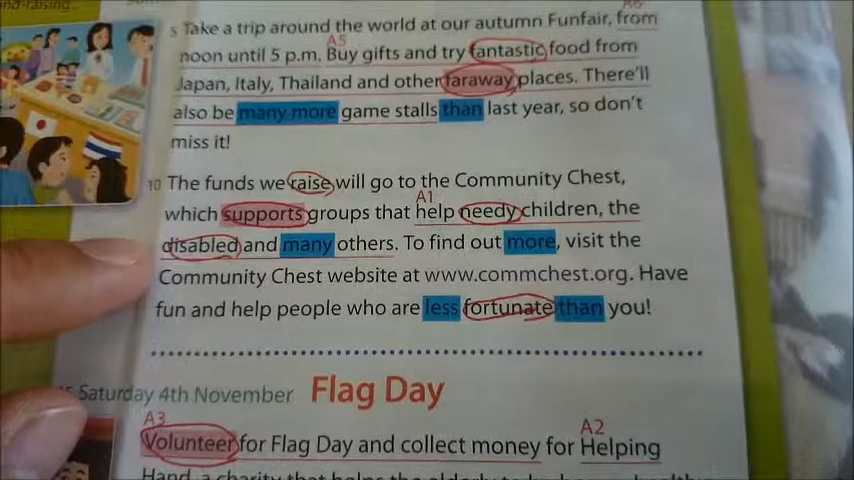 nd-raising.
A6
5 Take a trip around the world at our autumn Funfair, from
A5
noon until 5 p.m. Buy gifts and try fantastic food from
Japan, Italy, Thailand and other faraway places. There'll
also be many more game stalls than last year, so don't
miss it!
10 The funds we raise will go to the Community Chest,
A1
which supports groups that help needy children, the
disabled and many others. To find out more, visit the
Community Chest website at www.commchest.org. Have
fun and help people who are less fortunate than you!
15 Saturday 4th November Flag Day
A3 A2
Volunteer for Flag Day and collect money for Helping
Hand, a charity that helps the elderly to